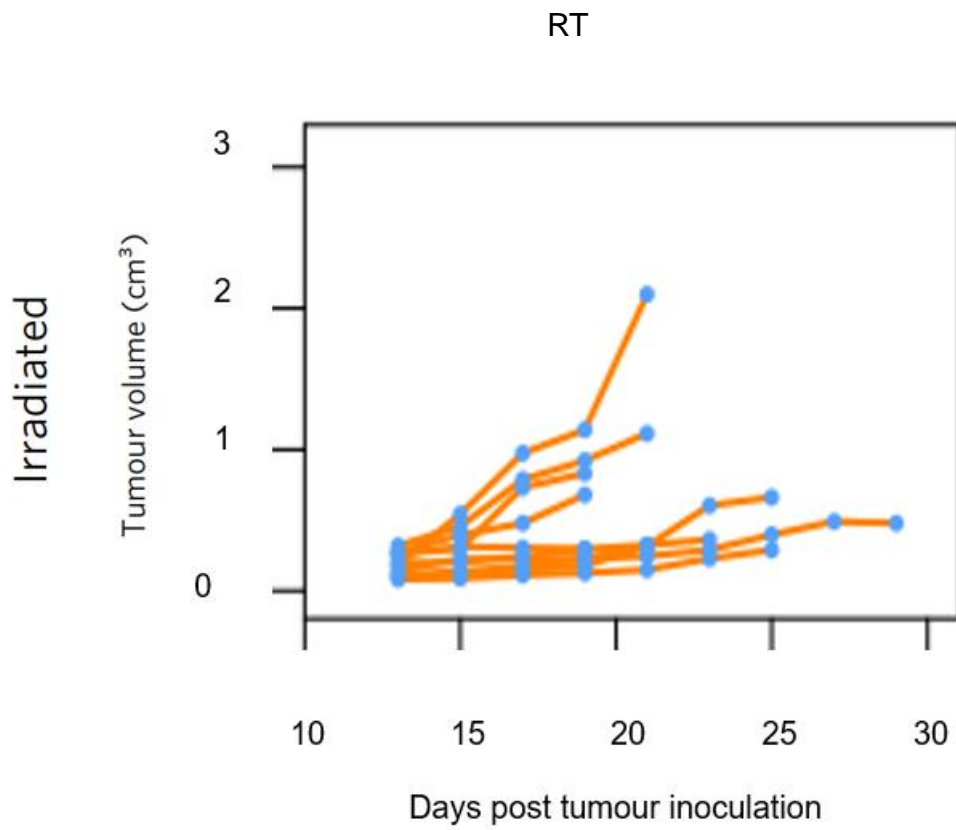 RT
Irradiated
Tumour volume (cm³)
3
2
1
0
10 15 20 25 30
Days post tumour inoculation